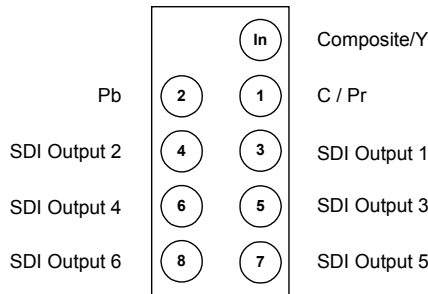 In Composite/Y
Pb 2 1 C / Pr
SDI Output 2 4 3 SDI Output 1
SDI Output 4 6 5 SDI Output 3
SDI Output 6 8 7 SDI Output 5